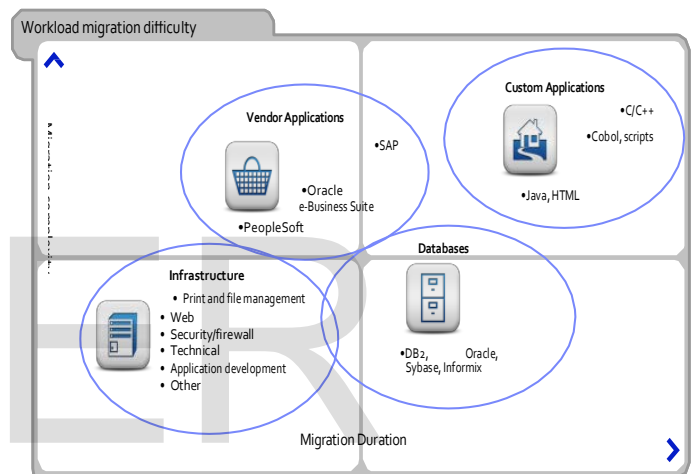 Workload migration difficulty
Custom Applications
•C/C++
•Cobol, scripts
•Java, HTML
Vendor Applications
•SAP
•Oracle
e-Business Suite
•PeopleSoft
Databases
•DB2, Oracle,
Sybase, Informix
Infrastructure
• Print and file management
• Web
• Security/firewall
• Technical
• Application development
• Other
Migration Duration
ER